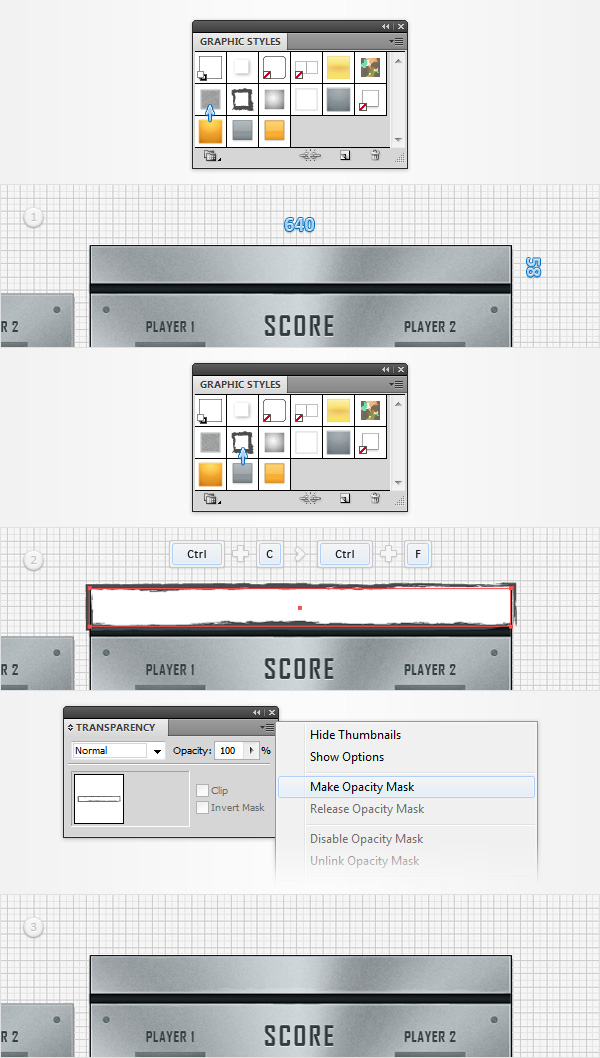 GRAPHIC STYLES
1
640
58
R 2
PLAYER 1
SCORE
PLAYER 2
GRAPHIC STYLES
2
Ctrl + C > Ctrl + F
R 2
PLAYER 1
SCORE
PLAYER 2
TRANSPARENCY
Normal
Opacity: 100 %
Clip
Invert Mask
Hide Thumbnails
Show Options
Make Opacity Mask
Release Opacity Mask
Disable Opacity Mask
Unlink Opacity Mask
3
R 2
PLAYER 1
SCORE
PLAYER 2